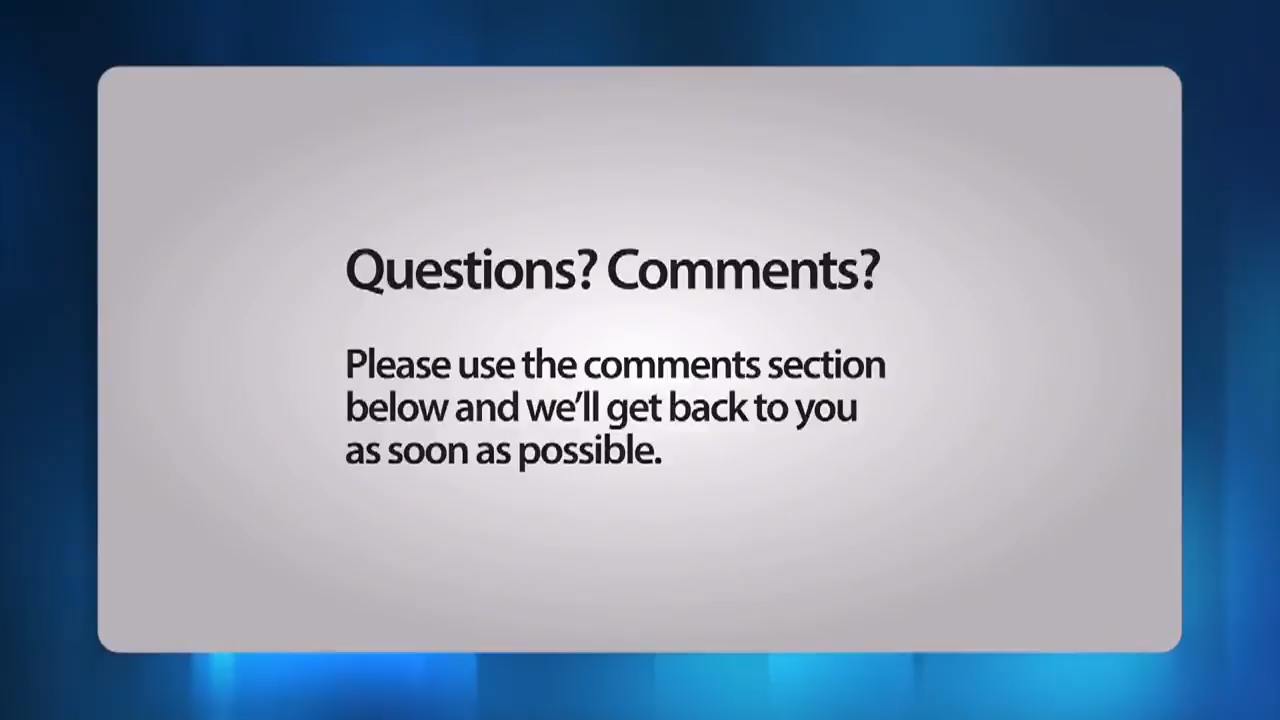 Questions? Comments?
Please use the comments section
below and we’ll get back to you
as soon as possible.